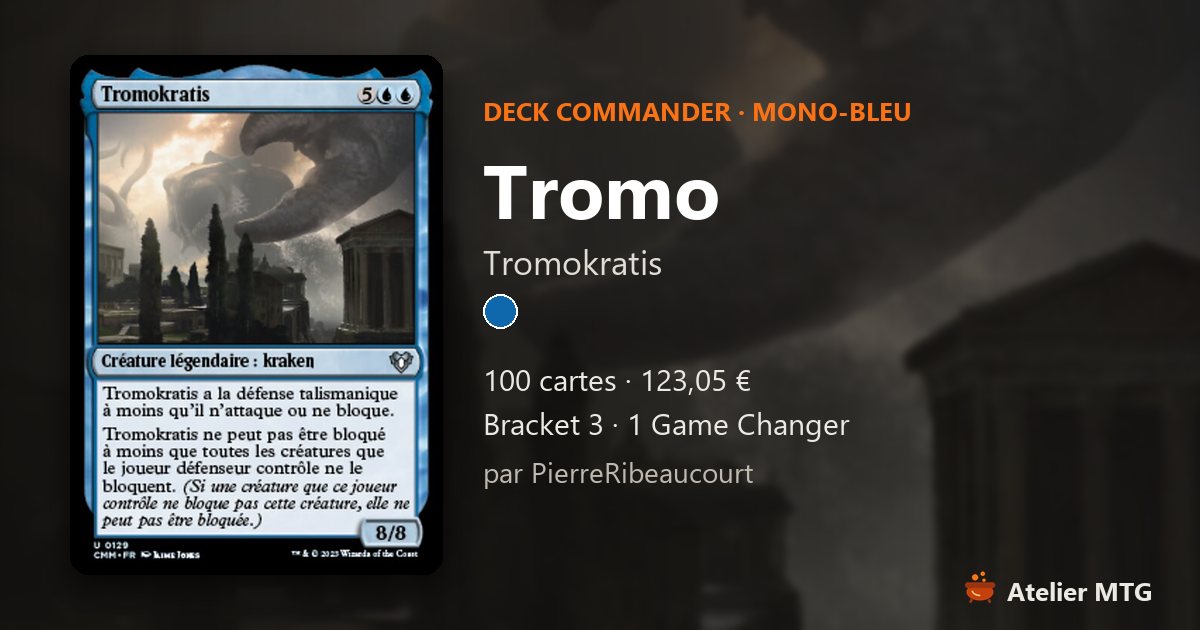 Tromokratis
5
Créature légendaire : kraken
Tromokratis a la défense talismanique
à moins qu'il n'attaque ou ne bloque.
Tromokratis ne peut pas être bloqué
à moins que toutes les créatures que
le joueur défenseur contrôle ne le
bloquent. (Si une créature que ce joueur
contrôle ne bloque pas cette créature, elle ne
peut pas être bloquée.)
8/8
U 0129
CMM • FR
™ & © 2023 Wizards of the Coast
DECK COMMANDER · MONO-BLEU
Tromo
Tromokratis
100 cartes · 123,05 €
Bracket 3 · 1 Game Changer
par PierreRibeaucourt
Atelier MTG